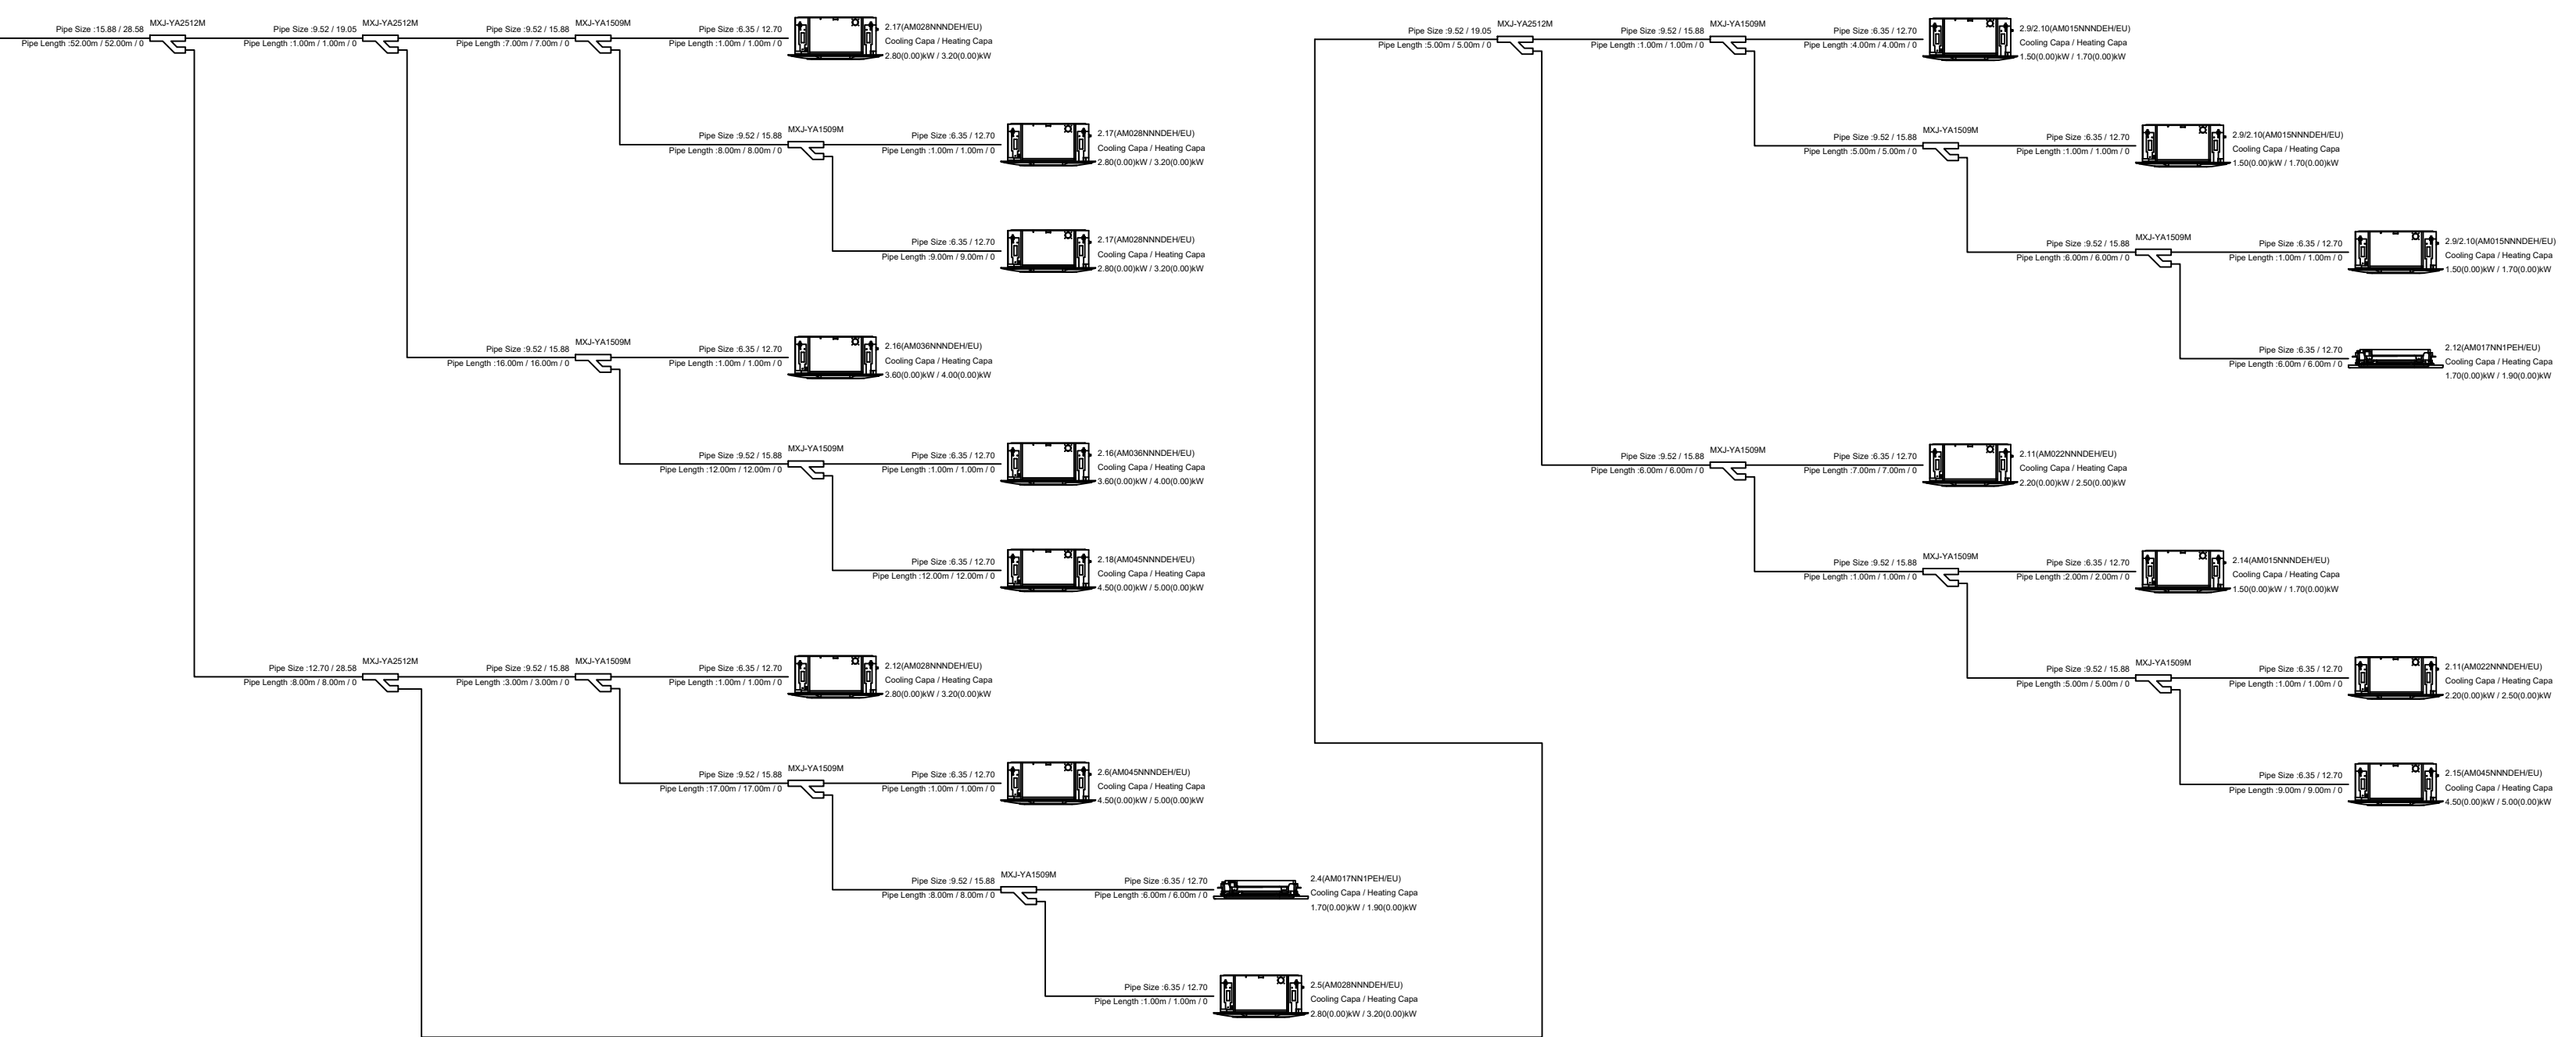 Pipe Size :15.88 / 28.58
Pipe Length :52.00m / 52.00m / 0
MXJ-YA2512M
Pipe Size :9.52 / 19.05
Pipe Length :1.00m / 1.00m / 0
MXJ-YA2512M
Pipe Size :9.52 / 15.88
Pipe Length :7.00m / 7.00m / 0
MXJ-YA1509M
Pipe Size :6.35 / 12.70
Pipe Length :1.00m / 1.00m / 0
2.17(AM028NNNDEH/EU)
Cooling Capa / Heating Capa
2.80(0.00)kW / 3.20(0.00)kW
Pipe Size :9.52 / 15.88
Pipe Length :8.00m / 8.00m / 0
MXJ-YA1509M
Pipe Size :6.35 / 12.70
Pipe Length :1.00m / 1.00m / 0
2.17(AM028NNNDEH/EU)
Cooling Capa / Heating Capa
2.80(0.00)kW / 3.20(0.00)kW
Pipe Size :6.35 / 12.70
Pipe Length :9.00m / 9.00m / 0
2.17(AM028NNNDEH/EU)
Cooling Capa / Heating Capa
2.80(0.00)kW / 3.20(0.00)kW
Pipe Size :9.52 / 15.88
Pipe Length :16.00m / 16.00m / 0
MXJ-YA1509M
Pipe Size :6.35 / 12.70
Pipe Length :1.00m / 1.00m / 0
2.16(AM036NNNDEH/EU)
Cooling Capa / Heating Capa
3.60(0.00)kW / 4.00(0.00)kW
Pipe Size :9.52 / 15.88
Pipe Length :12.00m / 12.00m / 0
MXJ-YA1509M
Pipe Size :6.35 / 12.70
Pipe Length :1.00m / 1.00m / 0
2.16(AM036NNNDEH/EU)
Cooling Capa / Heating Capa
3.60(0.00)kW / 4.00(0.00)kW
Pipe Size :6.35 / 12.70
Pipe Length :12.00m / 12.00m / 0
2.18(AM045NNNDEH/EU)
Cooling Capa / Heating Capa
4.50(0.00)kW / 5.00(0.00)kW
Pipe Size :12.70 / 28.58
Pipe Length :8.00m / 8.00m / 0
MXJ-YA2512M
Pipe Size :9.52 / 15.88
Pipe Length :3.00m / 3.00m / 0
MXJ-YA1509M
Pipe Size :6.35 / 12.70
Pipe Length :1.00m / 1.00m / 0
2.12(AM028NNNDEH/EU)
Cooling Capa / Heating Capa
2.80(0.00)kW / 3.20(0.00)kW
Pipe Size :9.52 / 15.88
Pipe Length :17.00m / 17.00m / 0
MXJ-YA1509M
Pipe Size :6.35 / 12.70
Pipe Length :1.00m / 1.00m / 0
2.6(AM045NNNDEH/EU)
Cooling Capa / Heating Capa
4.50(0.00)kW / 5.00(0.00)kW
Pipe Size :9.52 / 15.88
Pipe Length :8.00m / 8.00m / 0
MXJ-YA1509M
Pipe Size :6.35 / 12.70
Pipe Length :6.00m / 6.00m / 0
2.4(AM017NN1PEH/EU)
Cooling Capa / Heating Capa
1.70(0.00)kW / 1.90(0.00)kW
Pipe Size :6.35 / 12.70
Pipe Length :1.00m / 1.00m / 0
2.5(AM028NNNDEH/EU)
Cooling Capa / Heating Capa
2.80(0.00)kW / 3.20(0.00)kW
Pipe Size :9.52 / 19.05
Pipe Length :5.00m / 5.00m / 0
MXJ-YA2512M
Pipe Size :9.52 / 15.88
Pipe Length :1.00m / 1.00m / 0
MXJ-YA1509M
Pipe Size :6.35 / 12.70
Pipe Length :4.00m / 4.00m / 0
2.9/2.10(AM015NNNDEH/EU)
Cooling Capa / Heating Capa
1.50(0.00)kW / 1.70(0.00)kW
Pipe Size :9.52 / 15.88
Pipe Length :5.00m / 5.00m / 0
MXJ-YA1509M
Pipe Size :6.35 / 12.70
Pipe Length :1.00m / 1.00m / 0
2.9/2.10(AM015NNNDEH/EU)
Cooling Capa / Heating Capa
1.50(0.00)kW / 1.70(0.00)kW
Pipe Size :9.52 / 15.88
Pipe Length :6.00m / 6.00m / 0
MXJ-YA1509M
Pipe Size :6.35 / 12.70
Pipe Length :1.00m / 1.00m / 0
2.9/2.10(AM015NNNDEH/EU)
Cooling Capa / Heating Capa
1.50(0.00)kW / 1.70(0.00)kW
Pipe Size :6.35 / 12.70
Pipe Length :6.00m / 6.00m / 0
2.12(AM017NN1PEH/EU)
Cooling Capa / Heating Capa
1.70(0.00)kW / 1.90(0.00)kW
Pipe Size :9.52 / 15.88
Pipe Length :6.00m / 6.00m / 0
MXJ-YA1509M
Pipe Size :6.35 / 12.70
Pipe Length :7.00m / 7.00m / 0
2.11(AM022NNNDEH/EU)
Cooling Capa / Heating Capa
2.20(0.00)kW / 2.50(0.00)kW
Pipe Size :9.52 / 15.88
Pipe Length :1.00m / 1.00m / 0
MXJ-YA1509M
Pipe Size :6.35 / 12.70
Pipe Length :2.00m / 2.00m / 0
2.14(AM015NNNDEH/EU)
Cooling Capa / Heating Capa
1.50(0.00)kW / 1.70(0.00)kW
Pipe Size :9.52 / 15.88
Pipe Length :5.00m / 5.00m / 0
MXJ-YA1509M
Pipe Size :6.35 / 12.70
Pipe Length :1.00m / 1.00m / 0
2.11(AM022NNNDEH/EU)
Cooling Capa / Heating Capa
2.20(0.00)kW / 2.50(0.00)kW
Pipe Size :6.35 / 12.70
Pipe Length :9.00m / 9.00m / 0
2.15(AM045NNNDEH/EU)
Cooling Capa / Heating Capa
4.50(0.00)kW / 5.00(0.00)kW